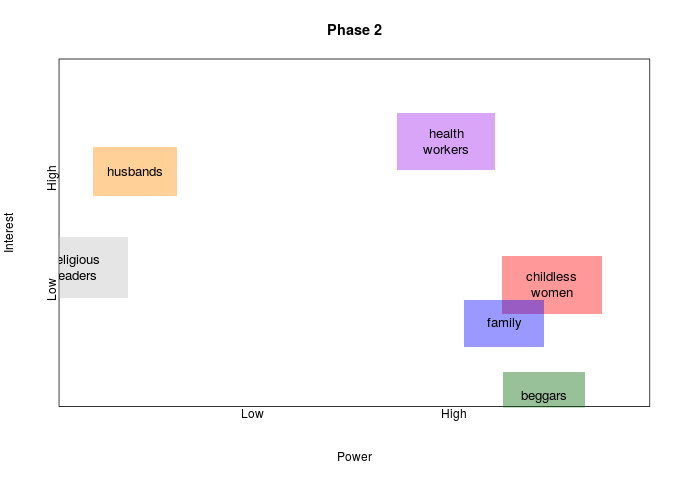 Phase 2
health
workers
husbands
High
Interest
eligious
eaders
Low
childless
women
family
beggars
Low
High
Power